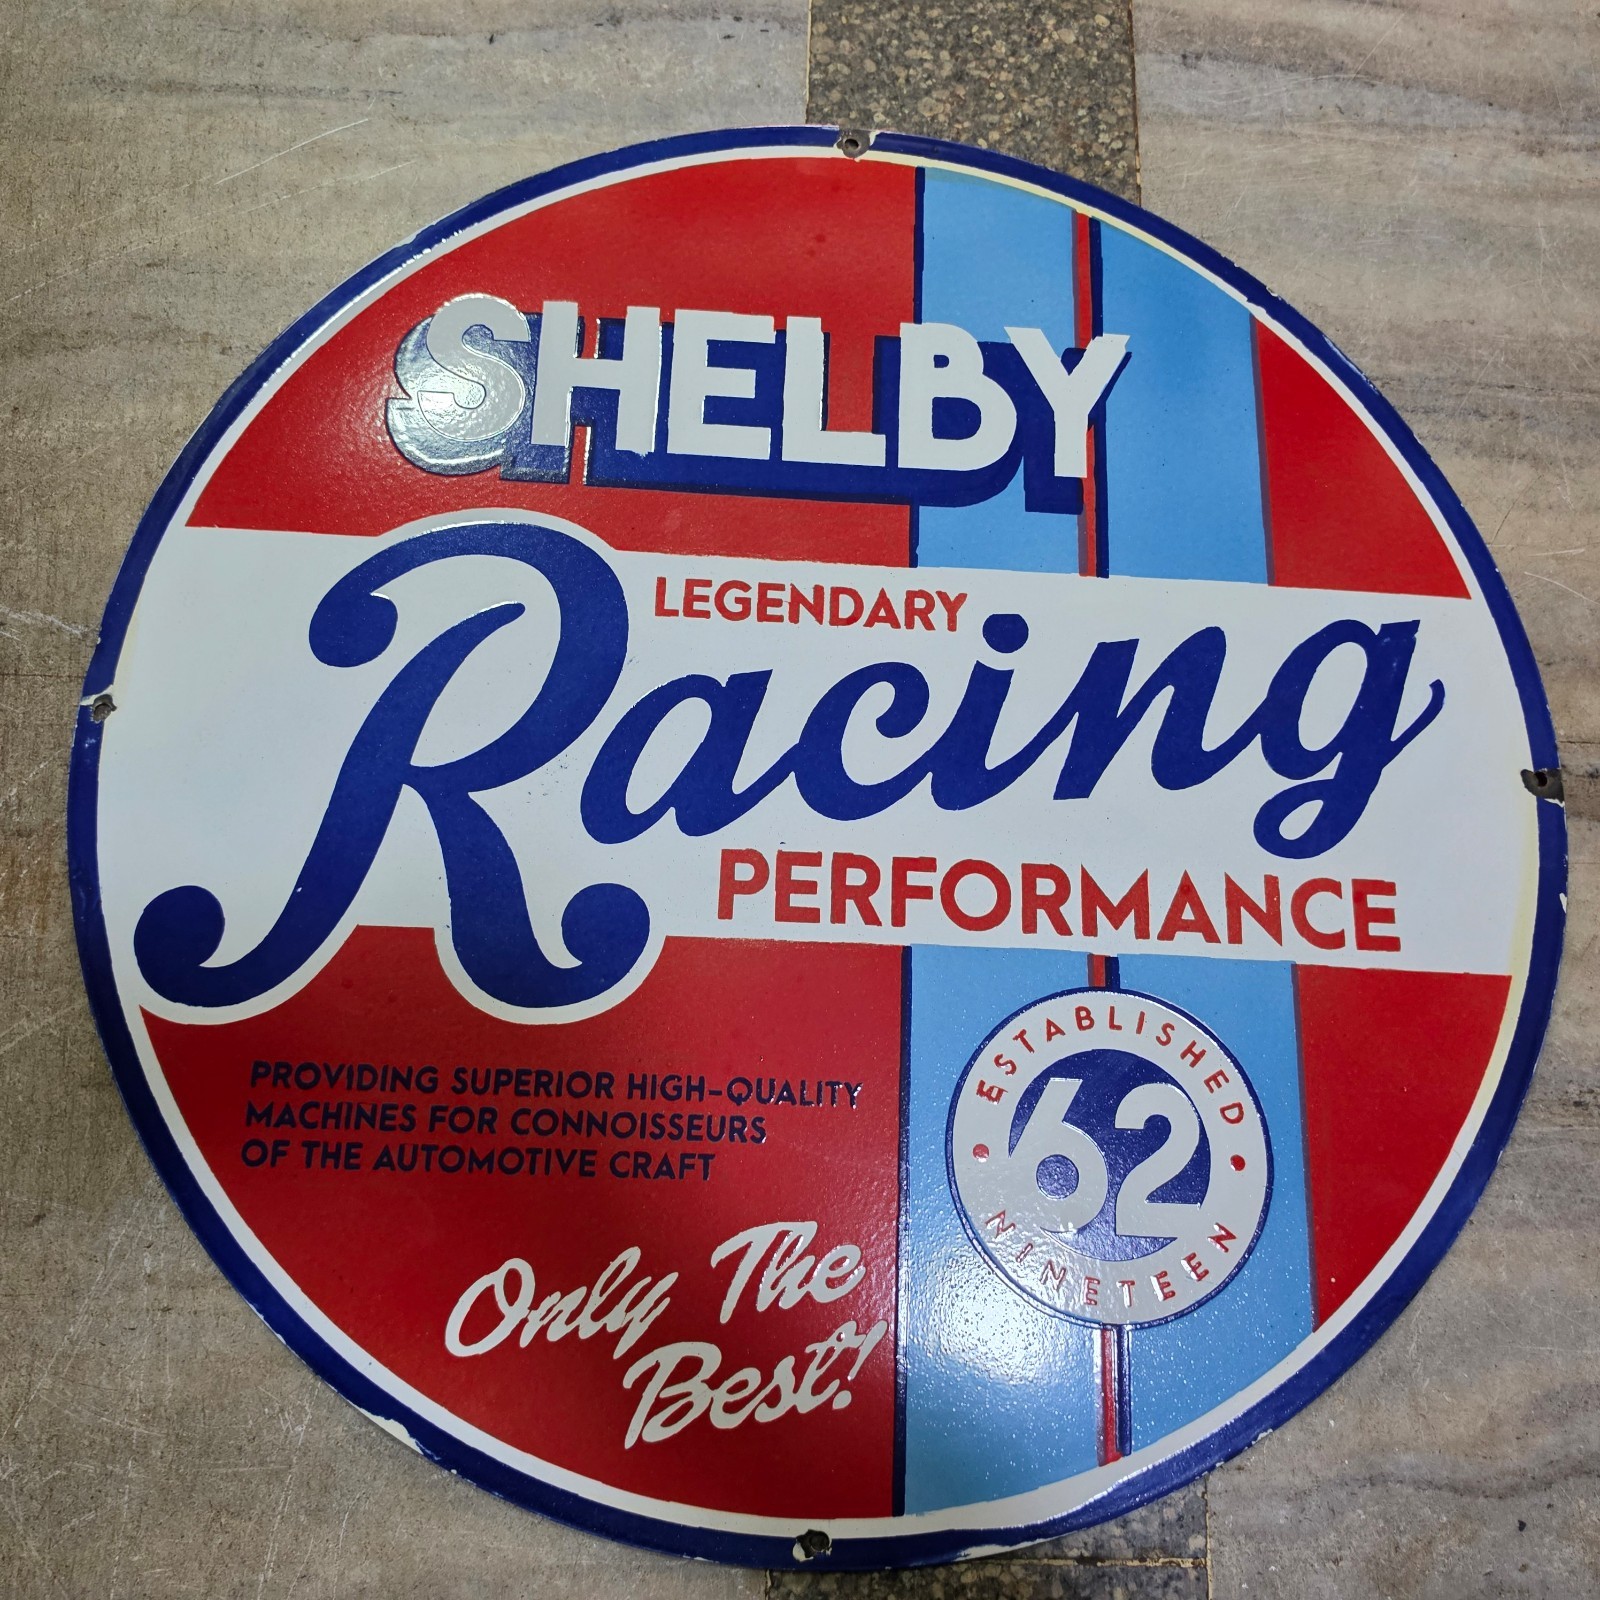 SHELBY
LEGENDARY
Racing
PERFORMANCE
PROVIDING SUPERIOR HIGH-QUALITY
MACHINES FOR CONNOISSEURS
OF THE AUTOMOTIVE CRAFT
Only The
Best!
ESTABLISHED
62
NINETEEN